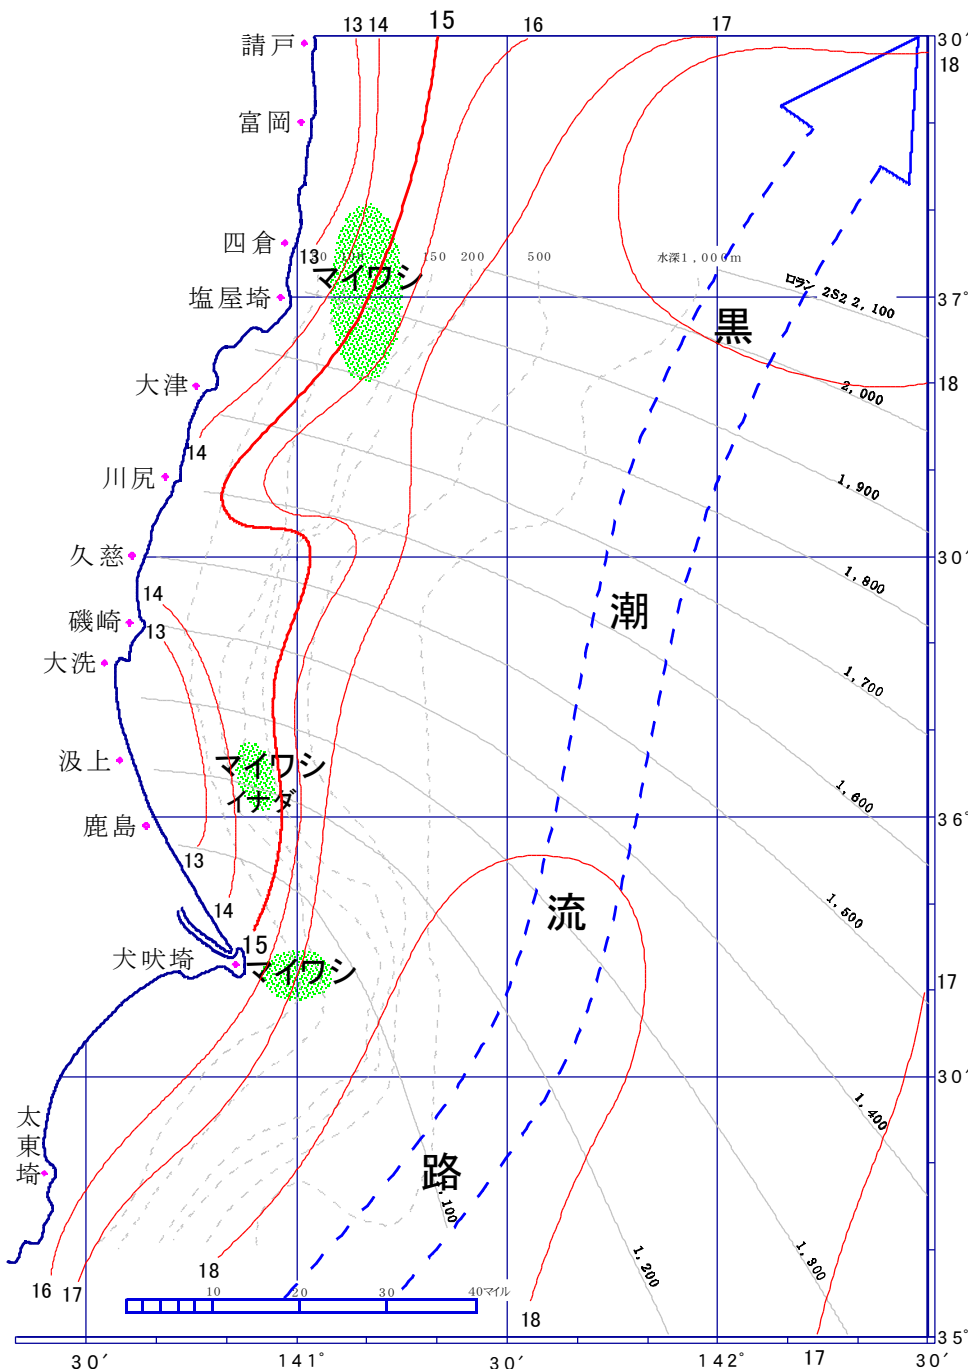 13 14 15 16 17
請戸
30′
18
富岡
四倉
13
150 200 500 水深1,000m
マイワシ
ロラン 2S2 2,100
塩屋埼
37°
黒
大津
18
2,000
14
川尻
1,900
久慈
30′
1,800
14
磯崎
13
潮
大洗
1,700
汲上
マイワシ
イナダ
1,600
鹿島
36°
13
14
流
1,500
15
犬吠埼
マイワシ
17
30′
1,400
太東埼
路
1,100
1,200
1,300
18
16 17
10 20 30 40マイル
18
17
35°
30′ 141° 30′ 142° 30′